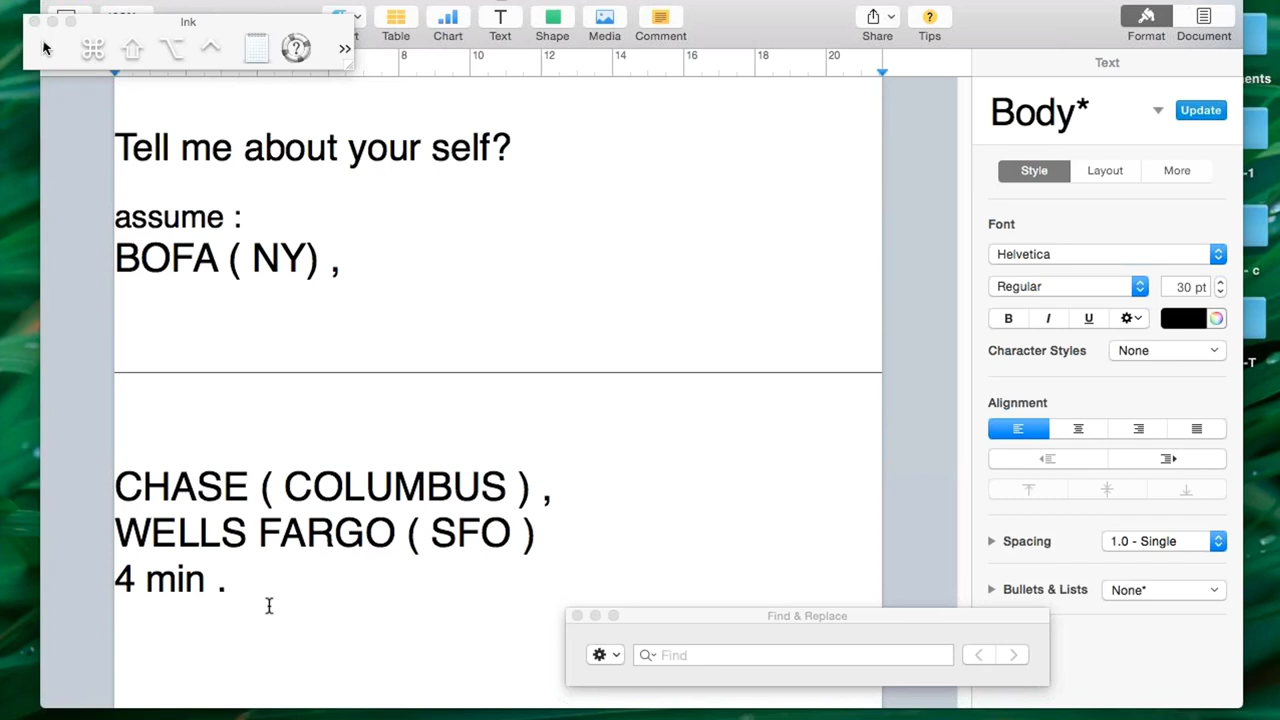 Ink
Table
Chart
Text
Shape
Media
Comment
Share
Tips
Format
Document
8
10
12
14
16
18
20
Text
Body*
Update
Style
Layout
More
Font
Helvetica
Regular
30 pt
B
I
U
Character Styles
None
Alignment
Spacing
1.0 - Single
Bullets & Lists
None*
Tell me about your self?
assume :
BOFA ( NY) ,
CHASE ( COLUMBUS ) ,
WELLS FARGO ( SFO )
4 min .
Find & Replace
Find
ents
-1
- c
-T